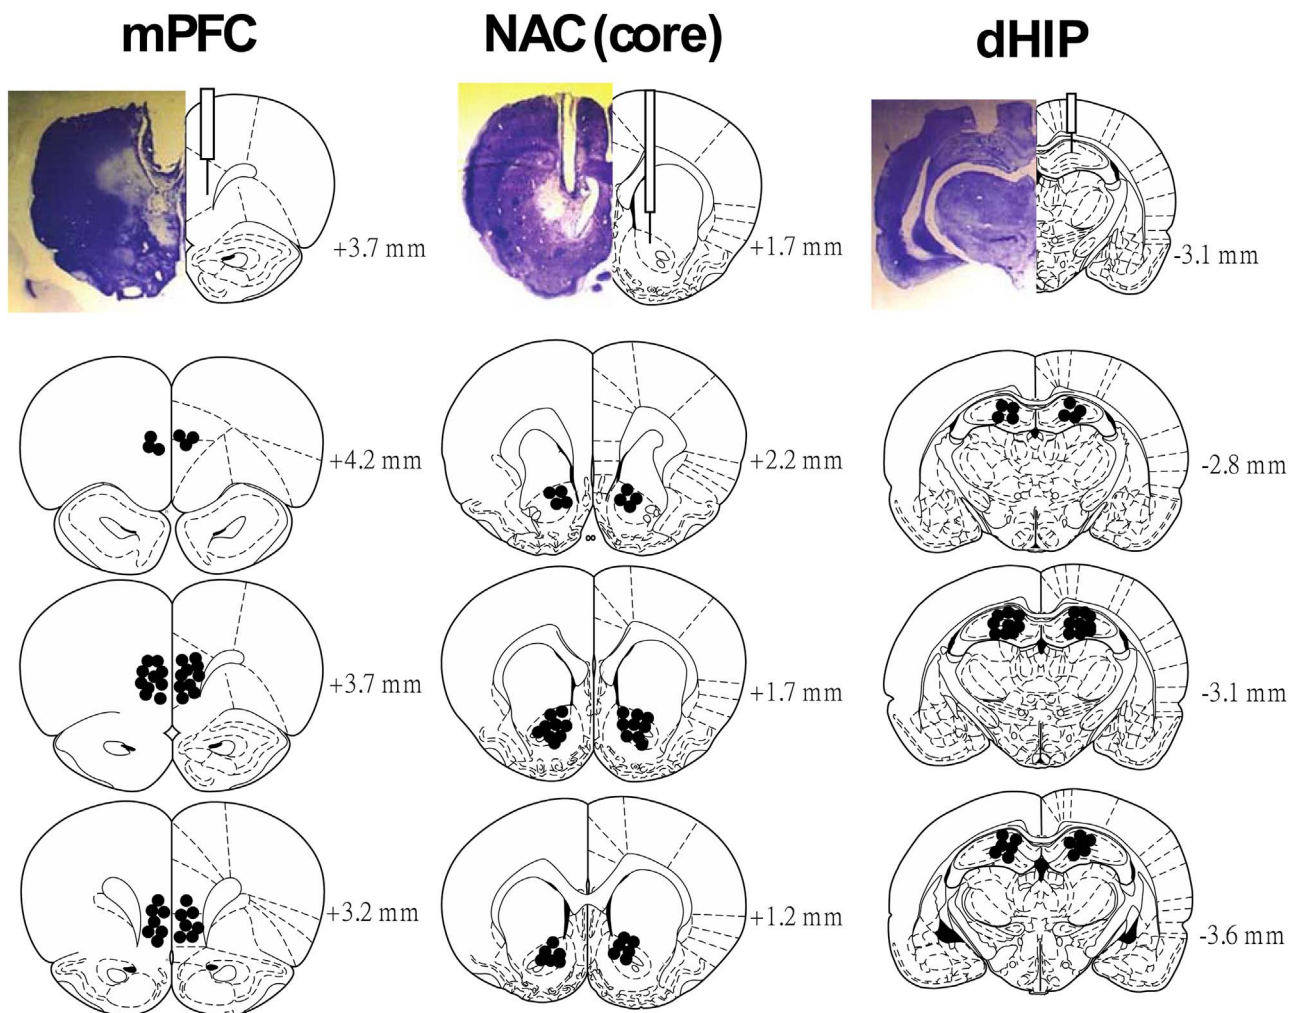 mPFC
NAC (core)
dHIP
+3.7 mm
+1.7 mm
-3.1 mm
+4.2 mm
+2.2 mm
-2.8 mm
+3.7 mm
+1.7 mm
-3.1 mm
+3.2 mm
+1.2 mm
-3.6 mm